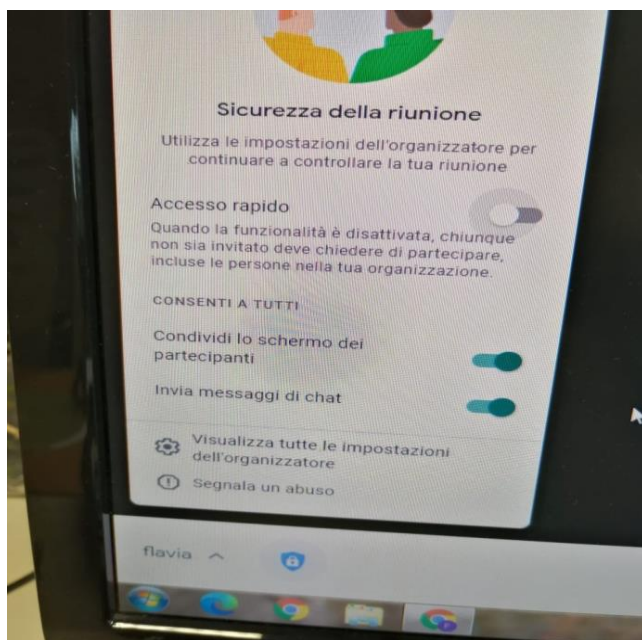 Sicurezza della riunione
Utilizza le impostazioni dell'organizzatore per
continuare a controllare la tua riunione
Accesso rapido
Quando la funzionalità è disattivata, chiunque
non sia invitato deve chiedere di partecipare,
incluse le persone nella tua organizzazione.
CONSENTI A TUTTI
Condividi lo schermo dei
partecipanti
Invia messaggi di chat
Visualizza tutte le impostazioni
dell'organizzatore
Segnala un abuso
flavia